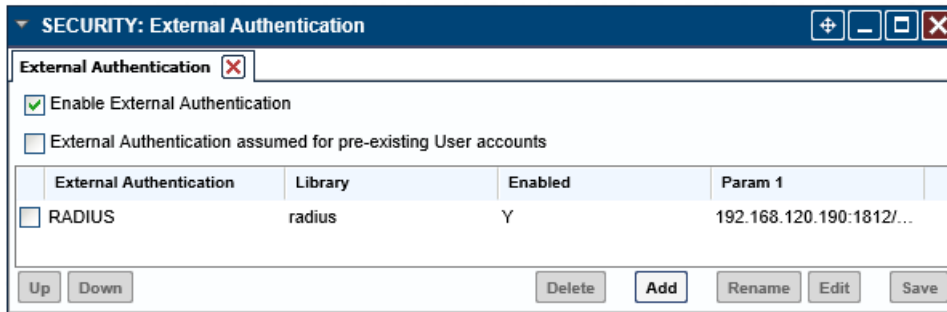 SECURITY: External Authentication
External Authentication
Enable External Authentication
External Authentication assumed for pre-existing User accounts
External Authentication Library Enabled Param 1
RADIUS radius Y 192.168.120.190:1812/...
Up Down Delete Add Rename Edit Save